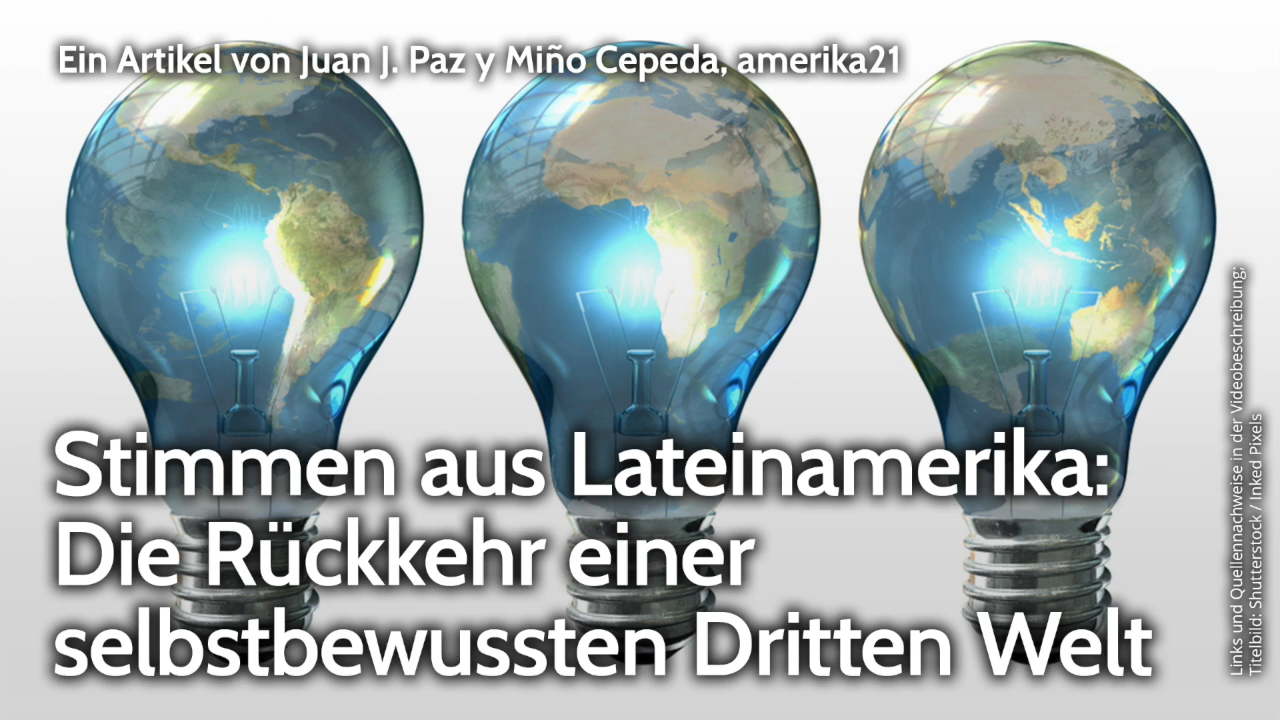 Ein Artikel von Juan J. Paz y Miño Cepeda, amerika21
Stimmen aus Lateinamerika:
Die Rückkehr einer
selbstbewussten Dritten Welt
Links und Quellennachweise in der Videobeschreibung;
Titelbild: Shutterstock / Inked Pixels